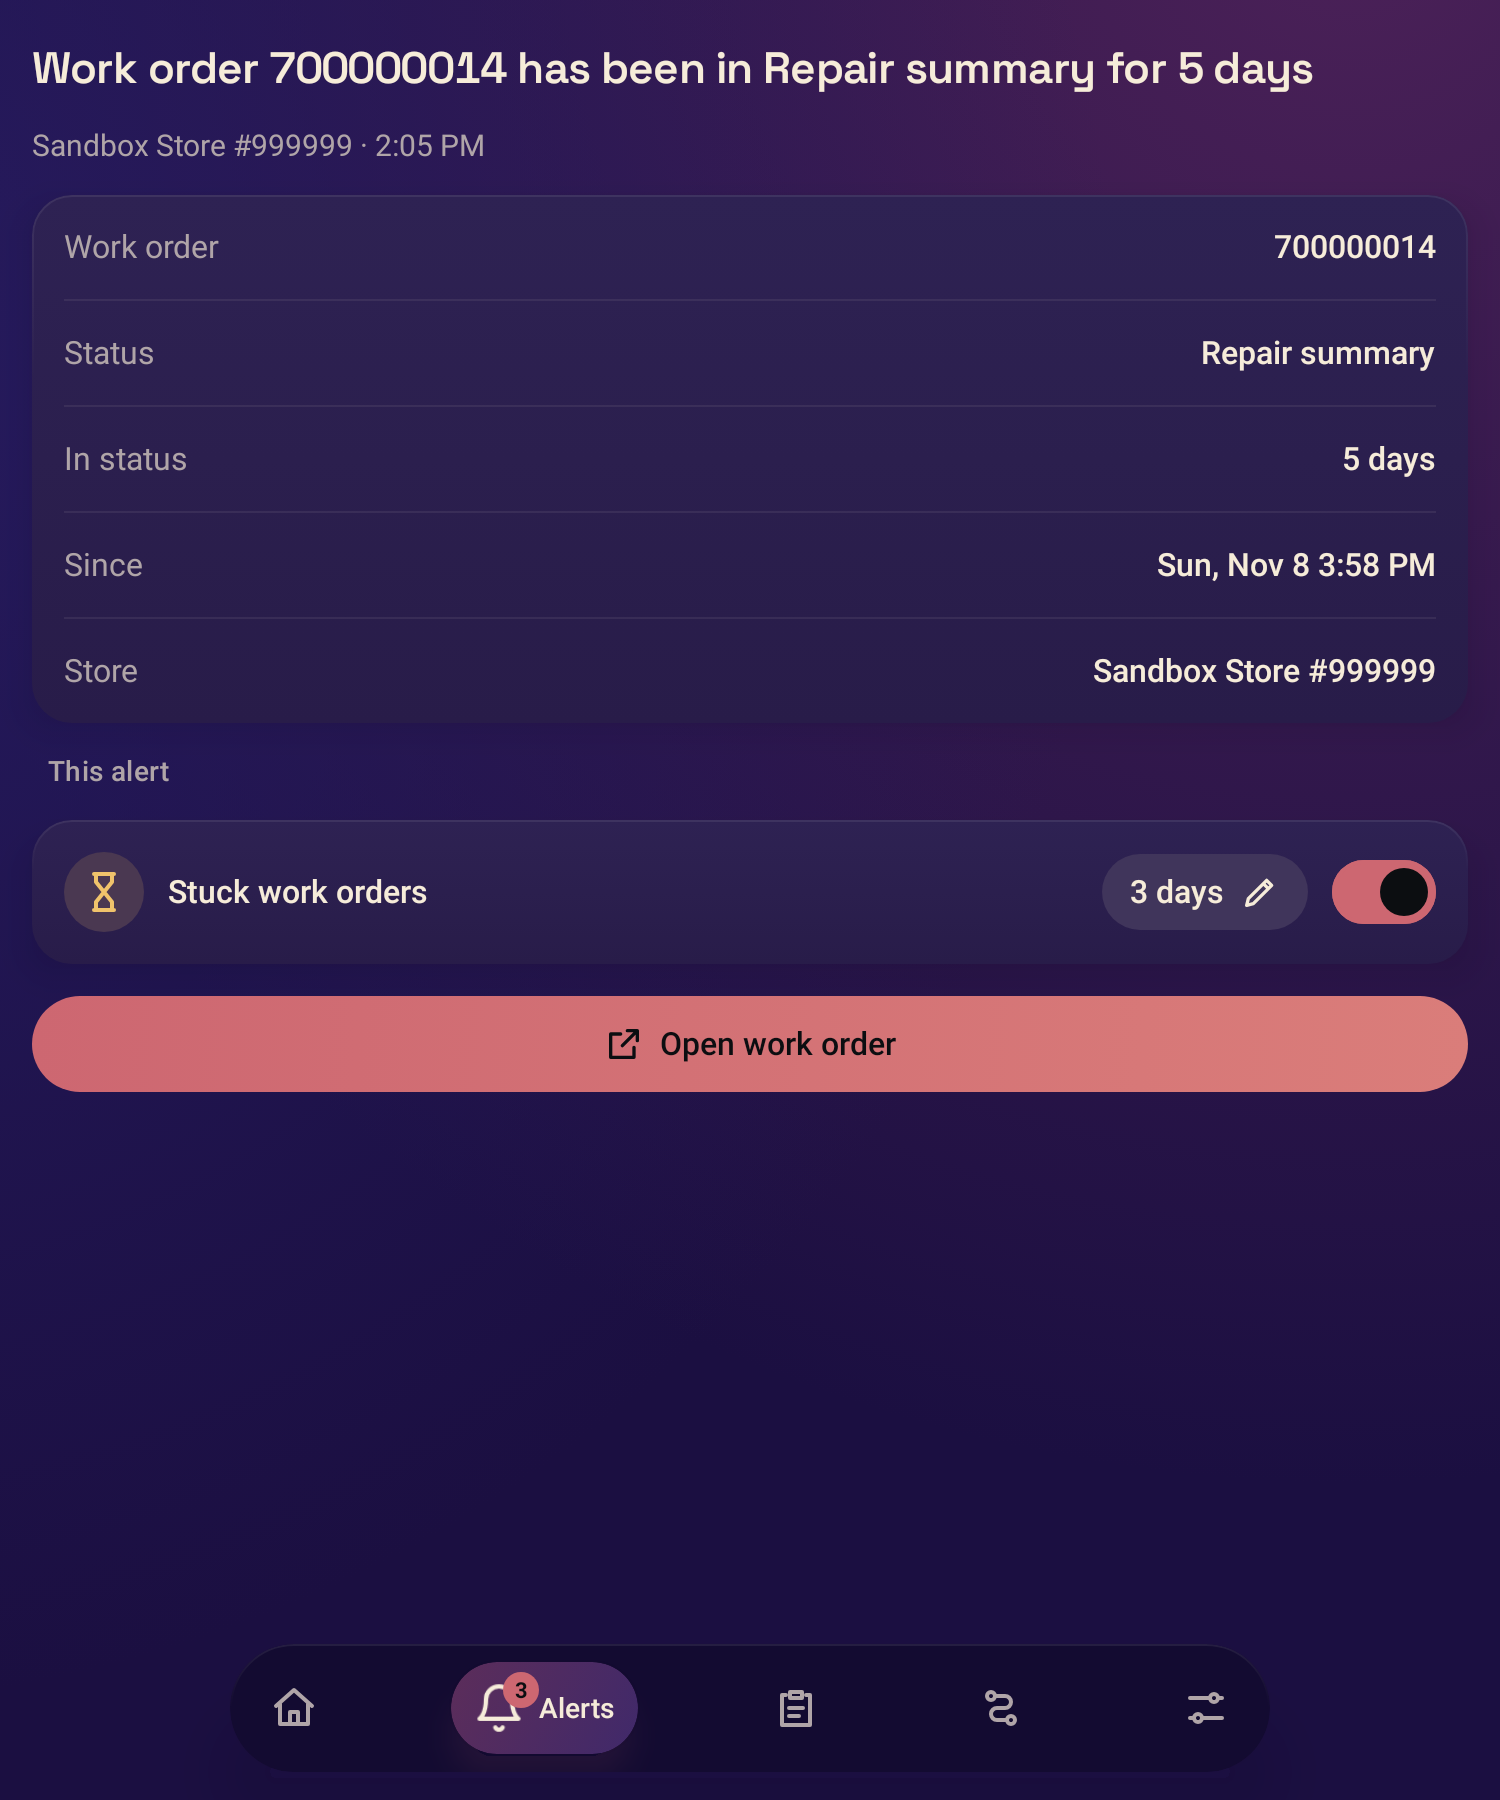 Work order 700000014 has been in Repair summary for 5 days
Sandbox Store #999999 · 2:05 PM
Work order 700000014
Status Repair summary
In status 5 days
Since Sun, Nov 8 3:58 PM
Store Sandbox Store #999999
This alert
Stuck work orders 3 days
Open work order
3 Alerts